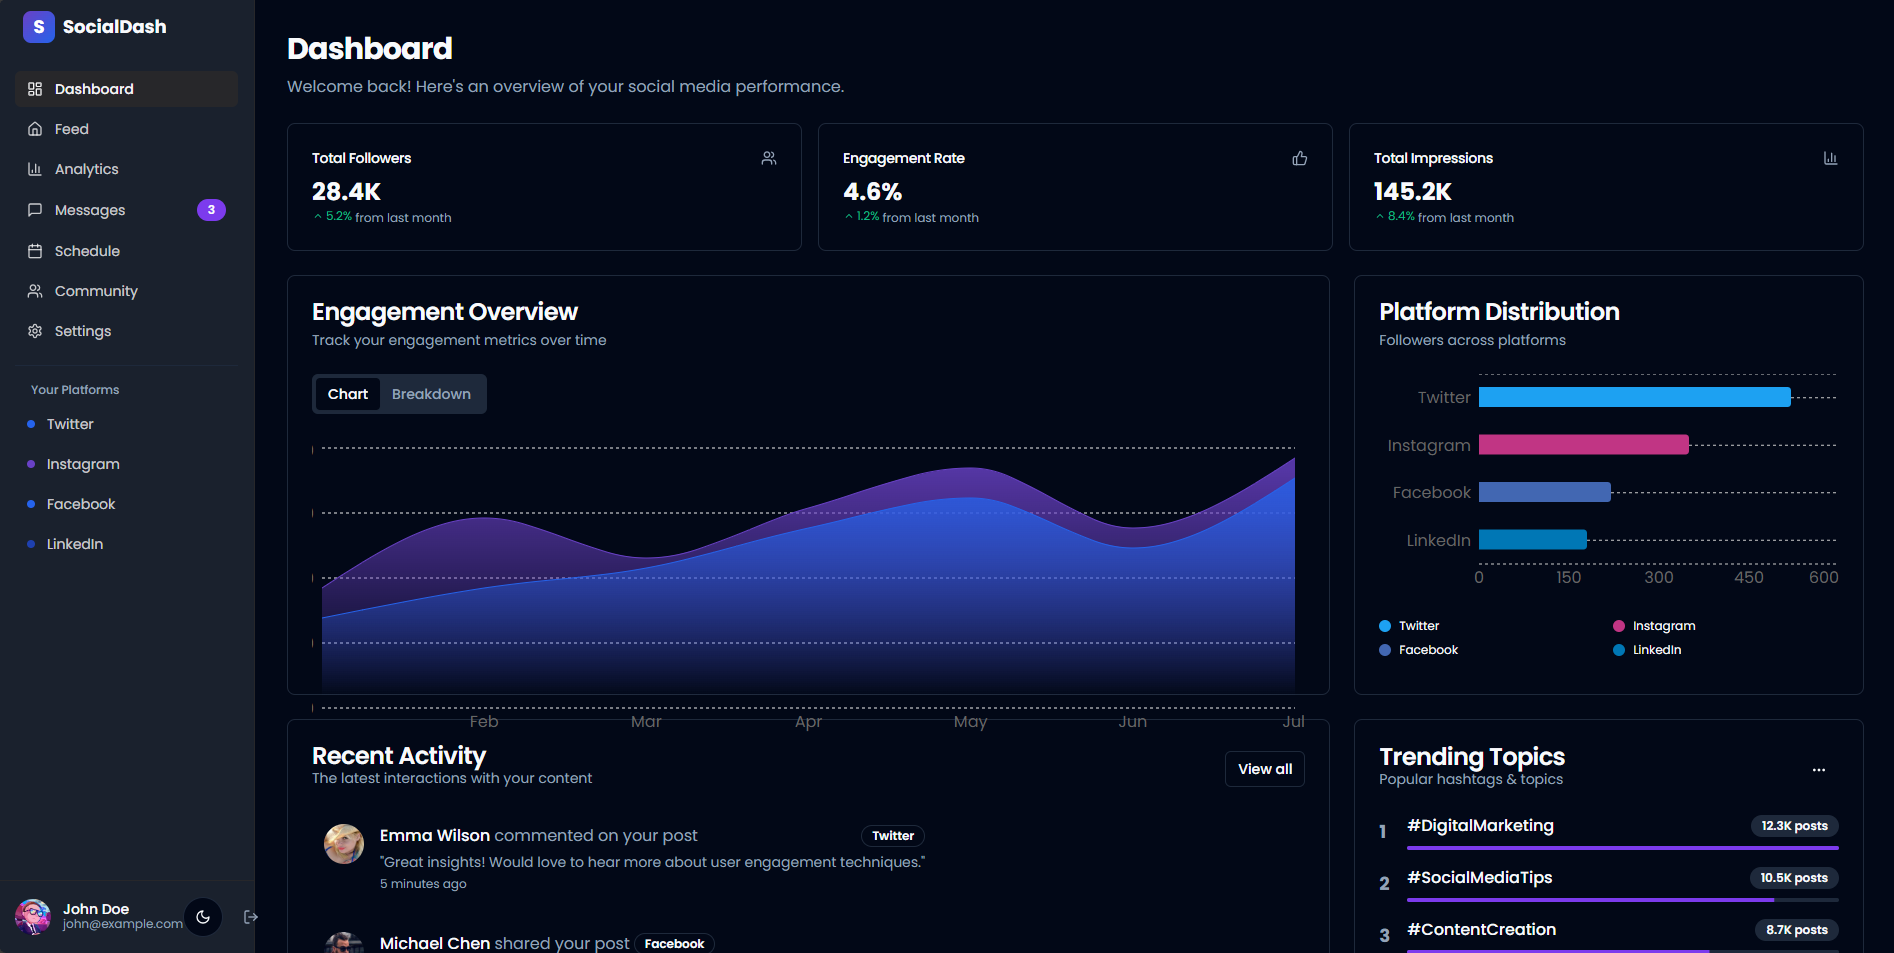 S SocialDash
Dashboard
Feed
Analytics
Messages 3
Schedule
Community
Settings
Your Platforms
Twitter
Instagram
Facebook
LinkedIn
John Doe
john@example.com
Dashboard
Welcome back! Here's an overview of your social media performance.
Total Followers
28.4K
5.2% from last month
Engagement Rate
4.6%
1.2% from last month
Total Impressions
145.2K
8.4% from last month
Engagement Overview
Track your engagement metrics over time
Chart Breakdown
Feb Mar Apr May Jun Jul
Platform Distribution
Followers across platforms
Twitter
Instagram
Facebook
LinkedIn
0 150 300 450 600
Twitter Instagram
Facebook LinkedIn
Recent Activity
The latest interactions with your content
View all
Emma Wilson commented on your post Twitter
"Great insights! Would love to hear more about user engagement techniques."
5 minutes ago
Michael Chen shared your post Facebook
Trending Topics
Popular hashtags & topics
1 #DigitalMarketing 12.3K posts
2 #SocialMediaTips 10.5K posts
3 #ContentCreation 8.7K posts